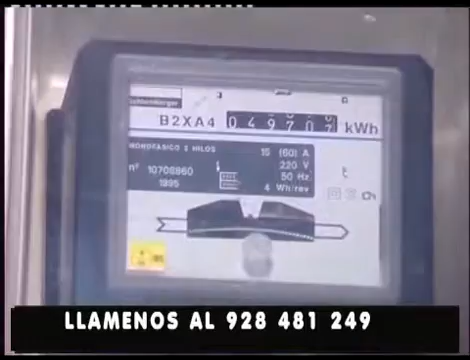 Schlumberger
B2XA4 049707 kWh
MONOFASICO 2 HILOS 15 (60) A
220 V
nº 10708860 50 Hz
1995 4 Wh/rev
LLAMENOS AL 928 481 249